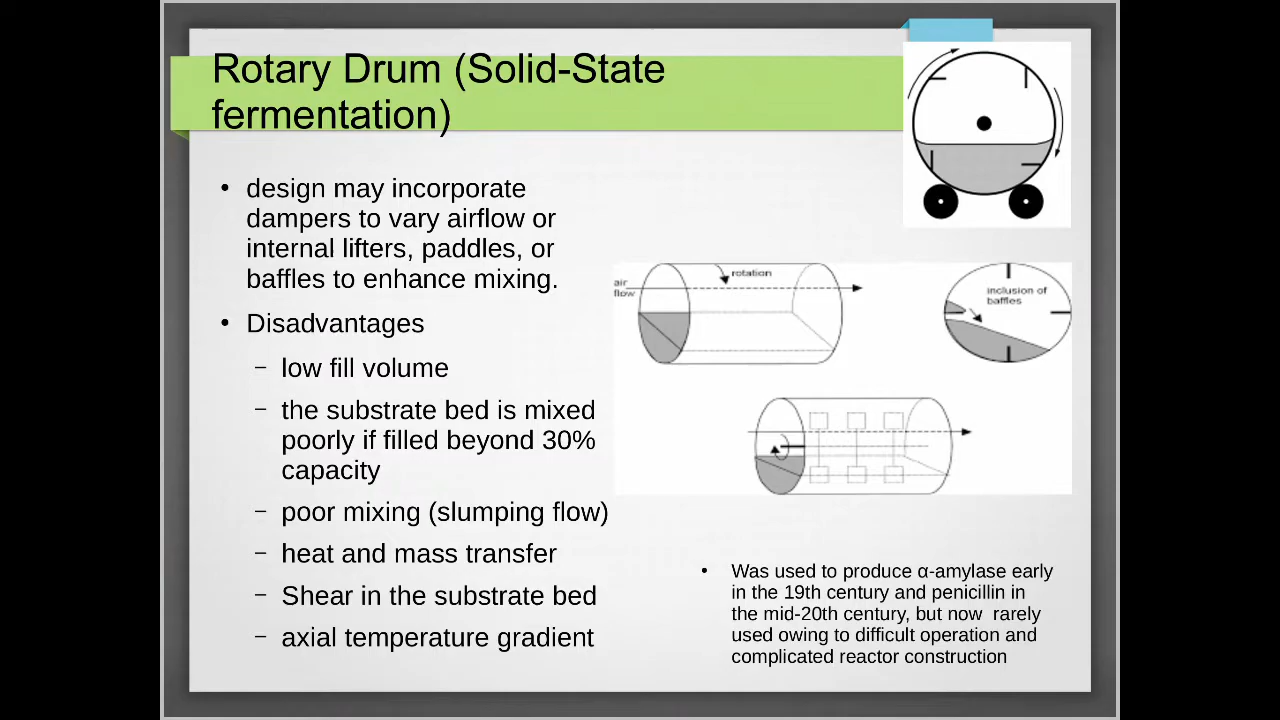 Rotary Drum (Solid-State
fermentation)
• design may incorporate
dampers to vary airflow or
internal lifters, paddles, or
baffles to enhance mixing.
• Disadvantages
– low fill volume
– the substrate bed is mixed
poorly if filled beyond 30%
capacity
– poor mixing (slumping flow)
– heat and mass transfer
– Shear in the substrate bed
– axial temperature gradient
rotation
air
flow
inclusion of
baffles
• Was used to produce α-amylase early
in the 19th century and penicillin in
the mid-20th century, but now rarely
used owing to difficult operation and
complicated reactor construction